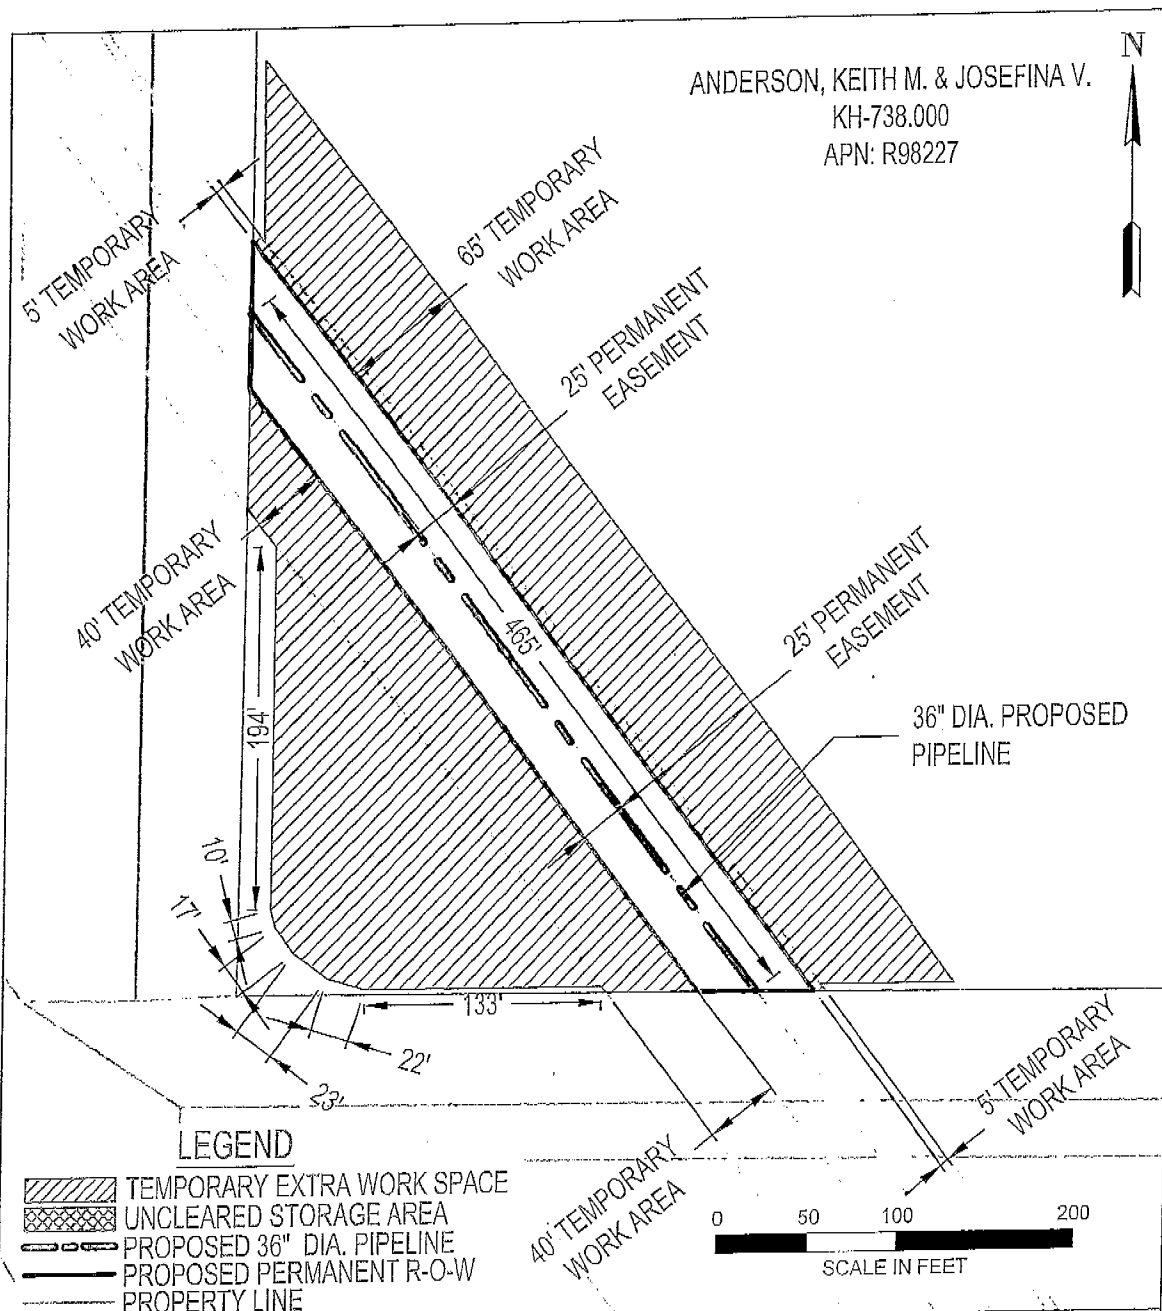 N
ANDERSON, KEITH M. & JOSEFINA V.
KH-738.000
APN: R98227
5' TEMPORARY
WORK AREA
65' TEMPORARY
WORK AREA
25' PERMANENT
EASEMENT
40' TEMPORARY
WORK AREA
465'
25' PERMANENT
EASEMENT
36" DIA. PROPOSED
PIPELINE
194'
10'
17'
133'
22'
23'
5' TEMPORARY
WORK AREA
40' TEMPORARY
WORK AREA
LEGEND
TEMPORARY EXTRA WORK SPACE
UNCLEARED STORAGE AREA
PROPOSED 36" DIA. PIPELINE
PROPOSED PERMANENT R-O-W
PROPERTY LINE
0 50 100 200
SCALE IN FEET